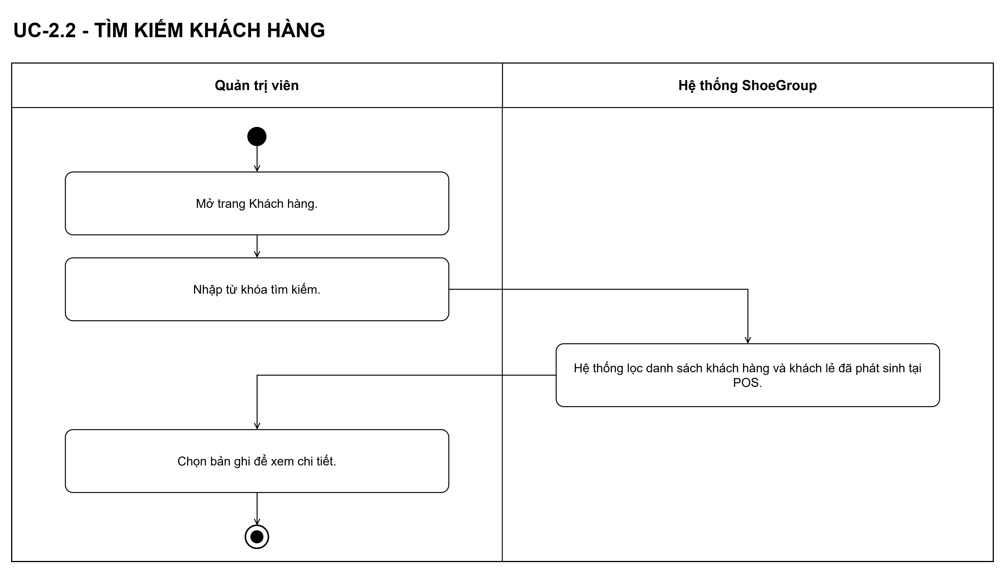 UC-2.2 - TÌM KIẾM KHÁCH HÀNG
Quản trị viên
Hệ thống ShoeGroup
Mở trang Khách hàng.
Nhập từ khóa tìm kiếm.
Hệ thống lọc danh sách khách hàng và khách lẻ đã phát sinh tại
POS.
Chọn bản ghi để xem chi tiết.